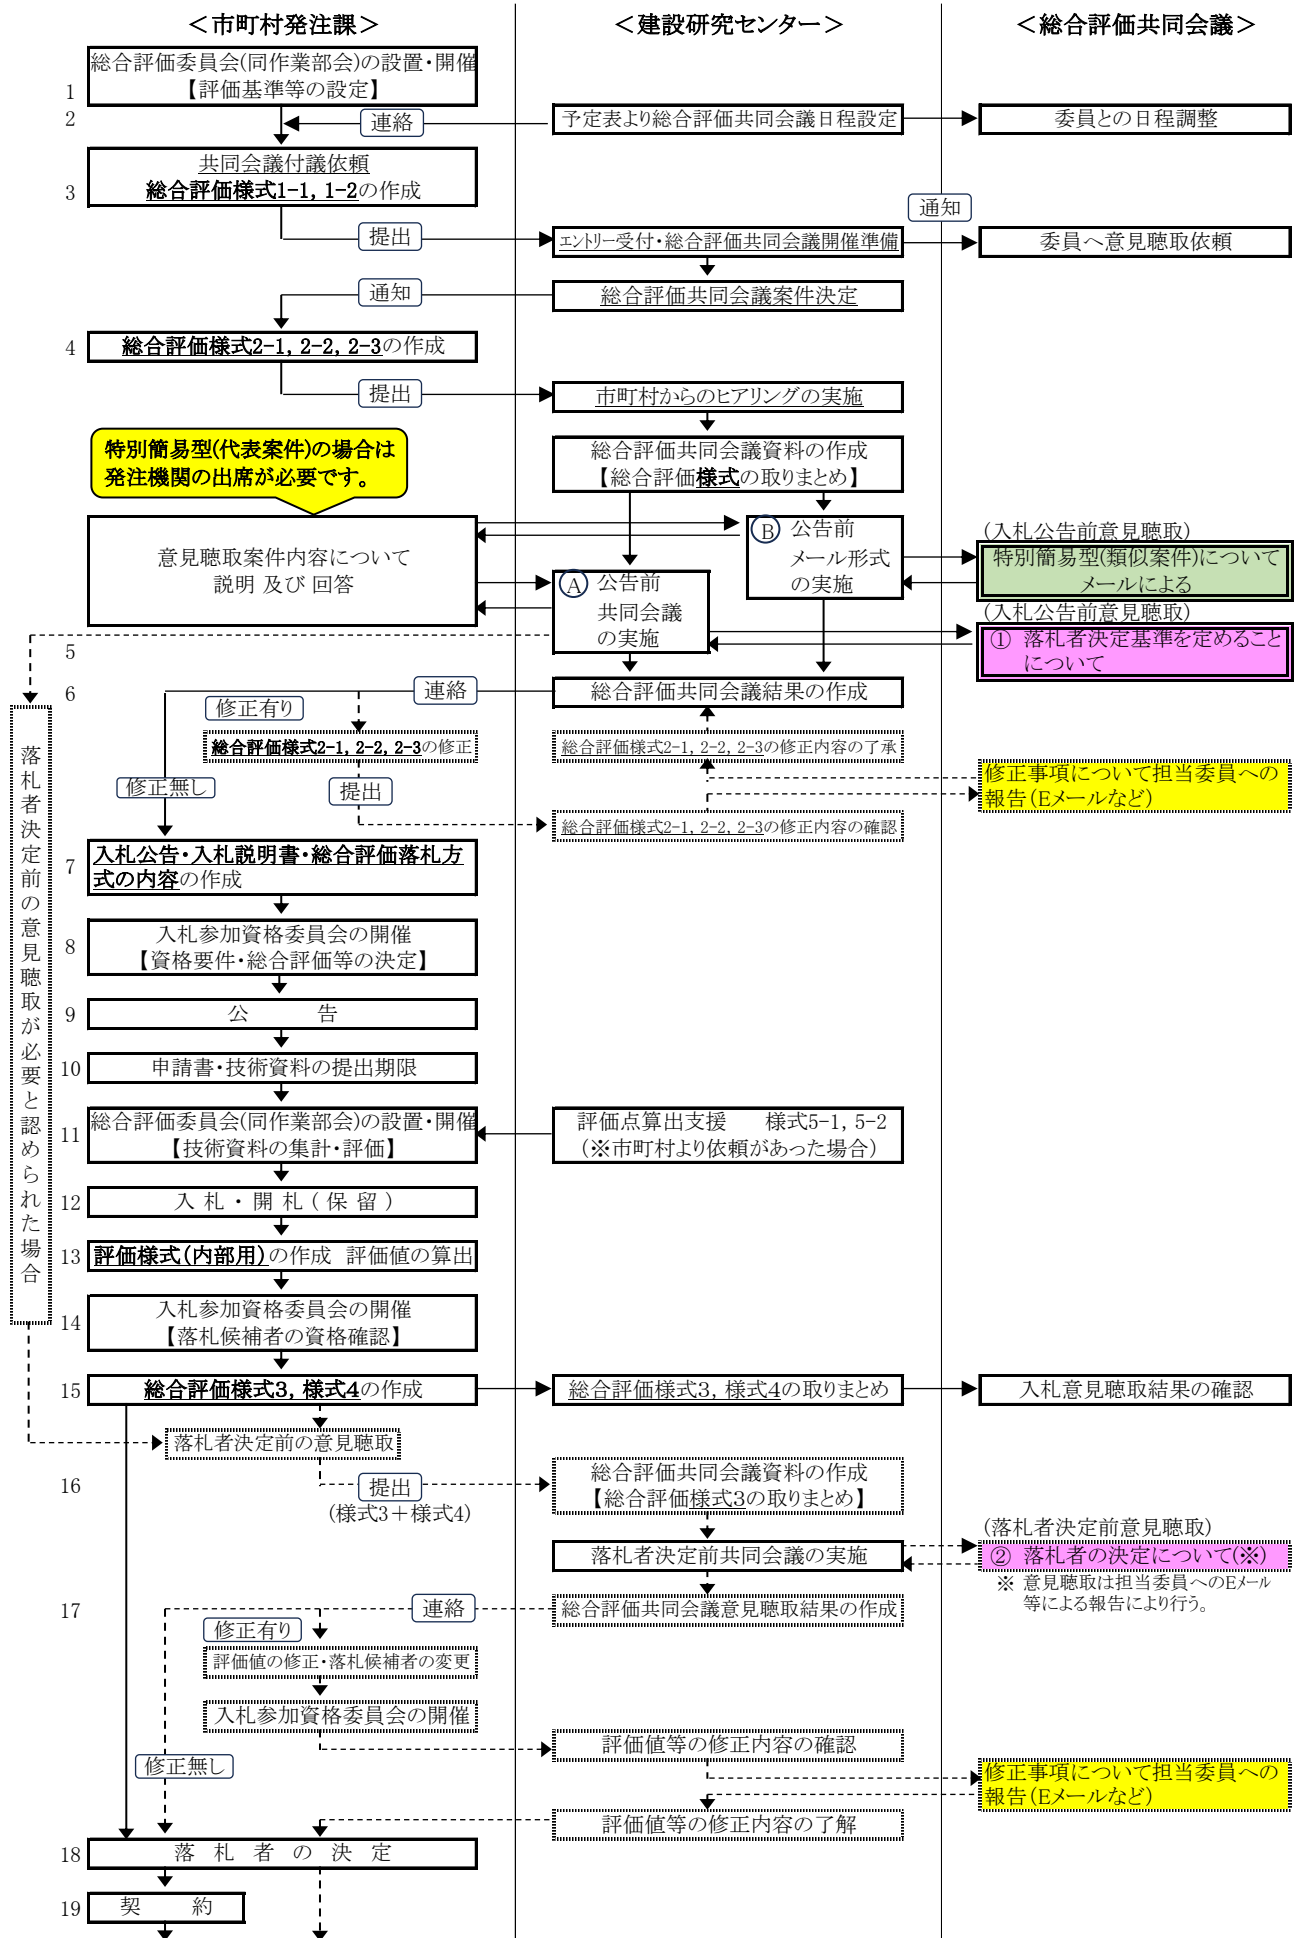 ＜市町村発注課＞
＜建設研究センター＞
＜総合評価共同会議＞
総合評価委員会(同作業部会)の設置・開催
【評価基準等の設定】
1
2
連絡
予定表より総合評価共同会議日程設定
委員との日程調整
共同会議付議依頼
総合評価様式1-1, 1-2の作成
3
通知
提出
エントリー受付・総合評価共同会議開催準備
委員へ意見聴取依頼
通知
総合評価共同会議案件決定
4
総合評価様式2-1, 2-2, 2-3の作成
提出
市町村からのヒアリングの実施
特別簡易型(代表案件)の場合は
発注機関の出席が必要です。
総合評価共同会議資料の作成
【総合評価様式の取りまとめ】
意見聴取案件内容について
説明 及び 回答
B 公告前
メール形式
の実施
(入札公告前意見聴取)
特別簡易型(類似案件)について
メールによる
A 公告前
共同会議
の実施
(入札公告前意見聴取)
① 落札者決定基準を定めること
について
5
6
連絡
総合評価共同会議結果の作成
修正有り
総合評価様式2-1, 2-2, 2-3の修正
総合評価様式2-1, 2-2, 2-3の修正内容の了承
修正事項について担当委員への
報告(Eメールなど)
修正無し
提出
総合評価様式2-1, 2-2, 2-3の修正内容の確認
落札者決定前の意見聴取が必要と認められた場合
7
入札公告・入札説明書・総合評価落札方
式の内容の作成
8
入札参加資格委員会の開催
【資格要件・総合評価等の決定】
9
公 告
10
申請書・技術資料の提出期限
11
総合評価委員会(同作業部会)の設置・開催
【技術資料の集計・評価】
評価点算出支援 様式5-1, 5-2
(※市町村より依頼があった場合)
12
入 札 ・ 開 札 ( 保 留 )
13
評価様式(内部用)の作成 評価値の算出
14
入札参加資格委員会の開催
【落札候補者の資格確認】
15
総合評価様式3, 様式4の作成
総合評価様式3, 様式4の取りまとめ
入札意見聴取結果の確認
落札者決定前の意見聴取
16
提出
(様式3＋様式4)
総合評価共同会議資料の作成
【総合評価様式3の取りまとめ】
落札者決定前共同会議の実施
(落札者決定前意見聴取)
② 落札者の決定について(※)
※ 意見聴取は担当委員へのEメール
等による報告により行う。
17
連絡
総合評価共同会議意見聴取結果の作成
修正有り
評価値の修正・落札候補者の変更
入札参加資格委員会の開催
評価値等の修正内容の確認
修正無し
修正事項について担当委員への
報告(Eメールなど)
評価値等の修正内容の了解
18
落 札 者 の 決 定
19
契 約